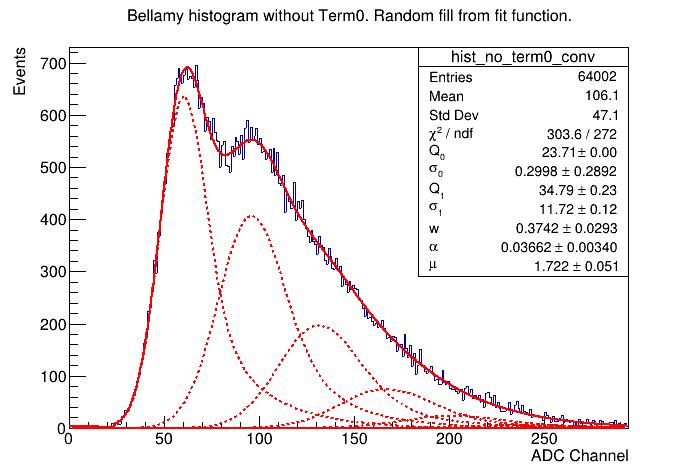 Bellamy histogram without Term0. Random fill from fit function.
Events
hist_no_term0_conv
Entries 64002
Mean 106.1
Std Dev 47.1
χ² / ndf 303.6 / 272
Q₀ 23.71 ± 0.00
σ₀ 0.2998 ± 0.2892
Q₁ 34.79 ± 0.23
σ₁ 11.72 ± 0.12
w 0.3742 ± 0.0293
α 0.03662 ± 0.00340
μ 1.722 ± 0.051
700
600
500
400
300
200
100
0
0 50 100 150 200 250
ADC Channel